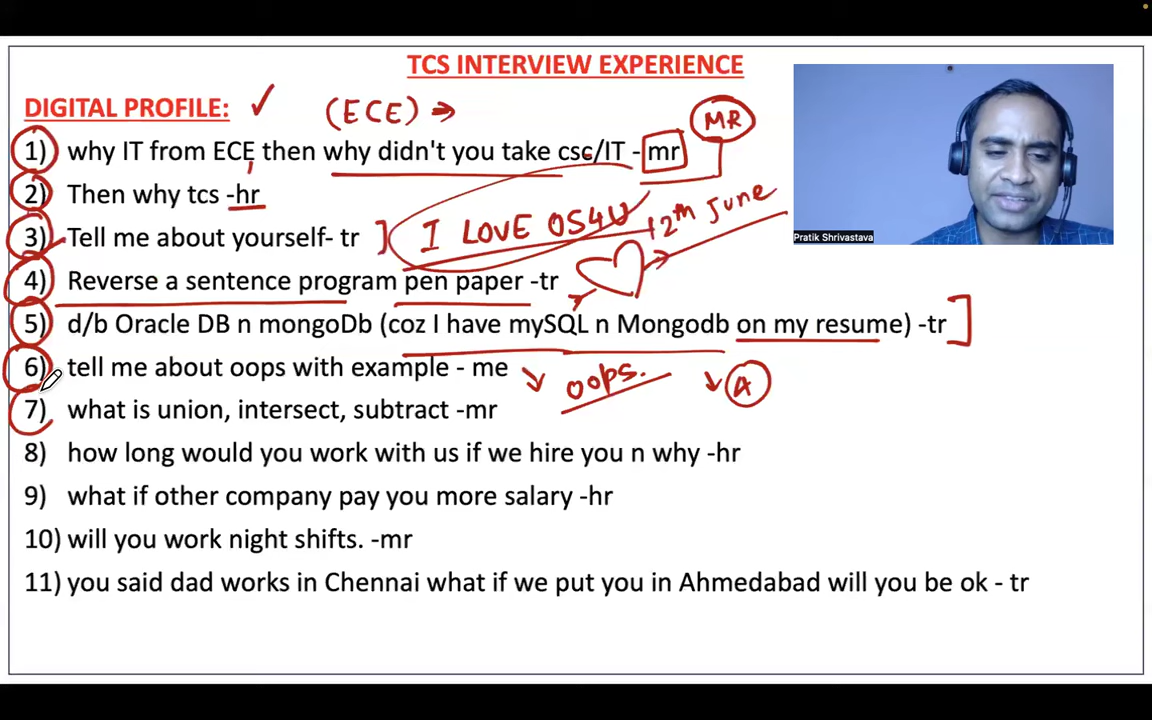 TCS INTERVIEW EXPERIENCE
DIGITAL PROFILE: ✓ (ECE) →
MR
1) why IT from ECE then why didn't you take csc/IT - mr
2) Then why tcs -hr
3) Tell me about yourself- tr ] I LOVE OS4U 12th June
4) Reverse a sentence program pen paper -tr
5) d/b Oracle DB n mongoDb (coz I have mySQL n Mongodb on my resume) -tr ]
6) tell me about oops with example - me oops. A
7) what is union, intersect, subtract -mr
8) how long would you work with us if we hire you n why -hr
9) what if other company pay you more salary -hr
10) will you work night shifts. -mr
11) you said dad works in Chennai what if we put you in Ahmedabad will you be ok - tr
Pratik Shrivastava